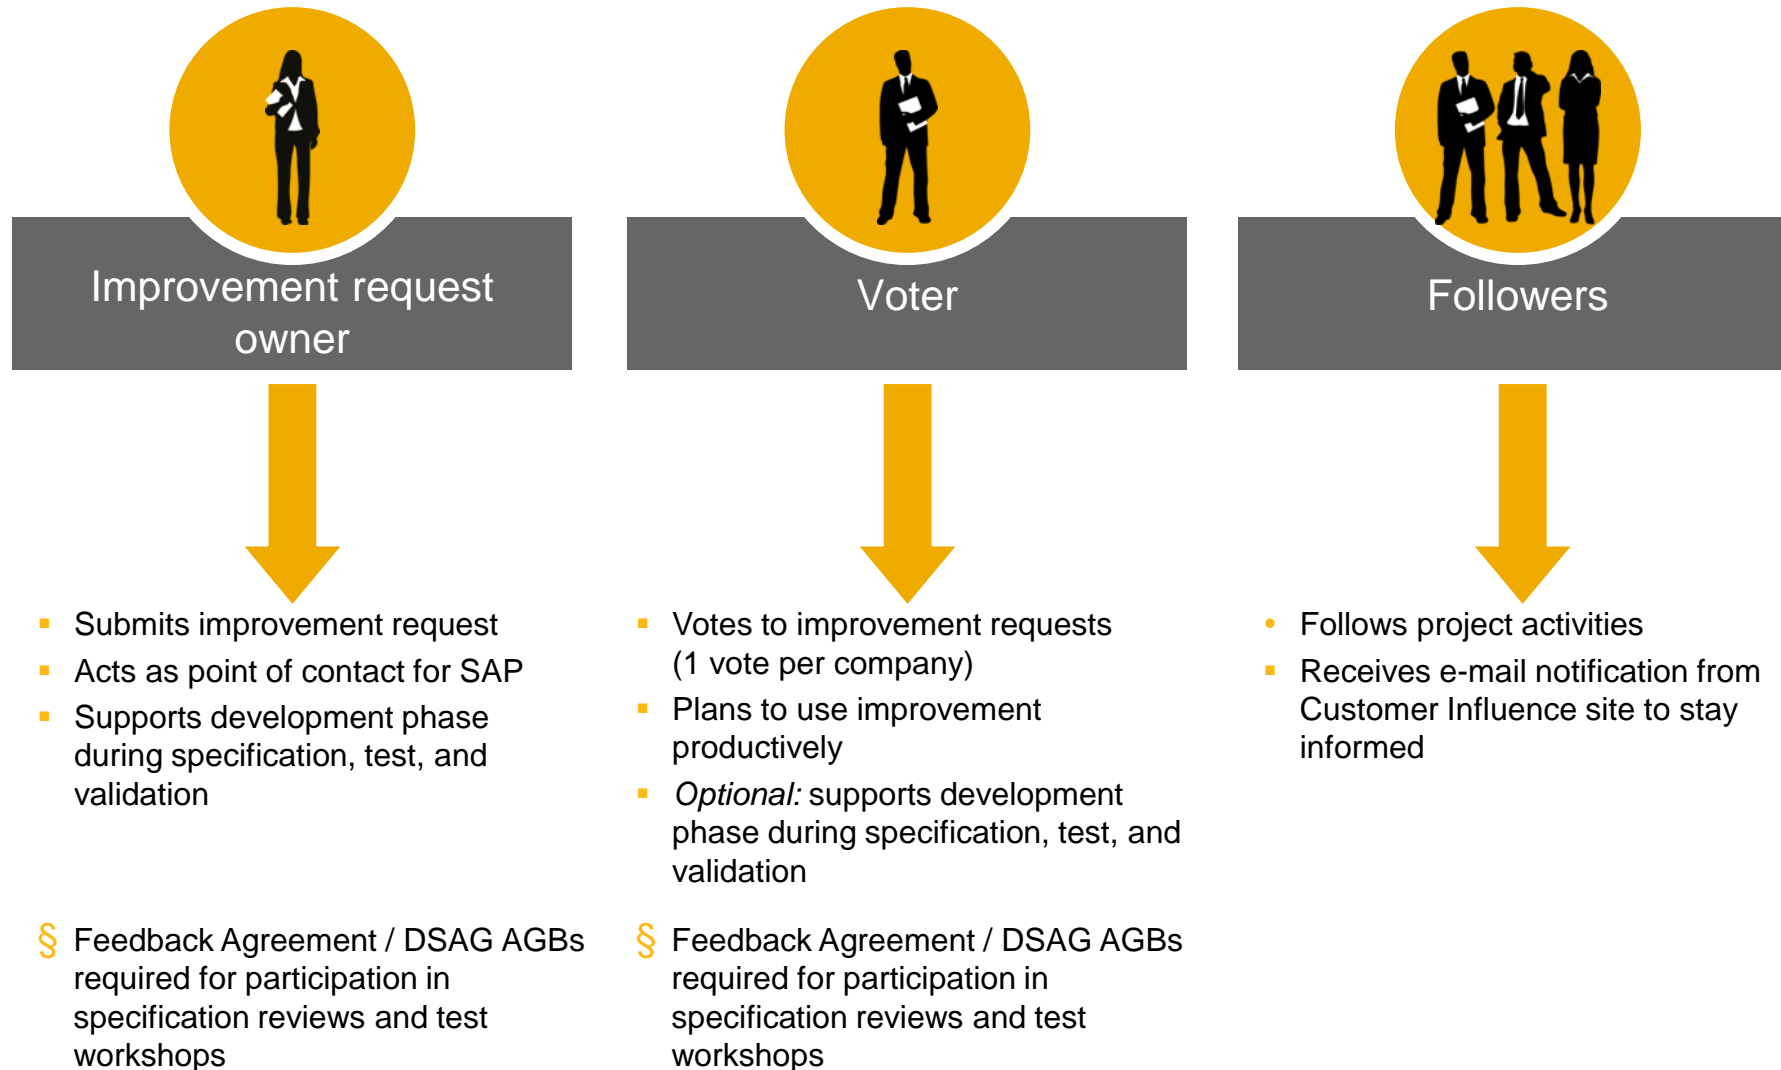 Improvement request
owner
Voter
Followers
▪ Submits improvement request
▪ Acts as point of contact for SAP
▪ Supports development phase
during specification, test, and
validation
§ Feedback Agreement / DSAG AGBs
required for participation in
specification reviews and test
workshops
▪ Votes to improvement requests
(1 vote per company)
▪ Plans to use improvement
productively
▪ Optional: supports development
phase during specification, test, and
validation
§ Feedback Agreement / DSAG AGBs
required for participation in
specification reviews and test
workshops
• Follows project activities
▪ Receives e-mail notification from
Customer Influence site to stay
informed